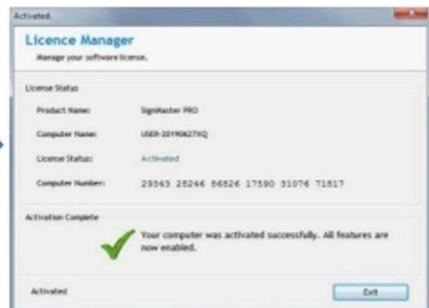 Activated.
Licence Manager
Manage your software license.
License Status
Product Name: SignMaster PRO
Computer Name: USER-20190627XQ
License Status: Activated
Computer Number: 29343 28246 86826 17590 31076 71817
Activation Complete
Your computer was activated successfully. All features are
now enabled.
Activated
Exit